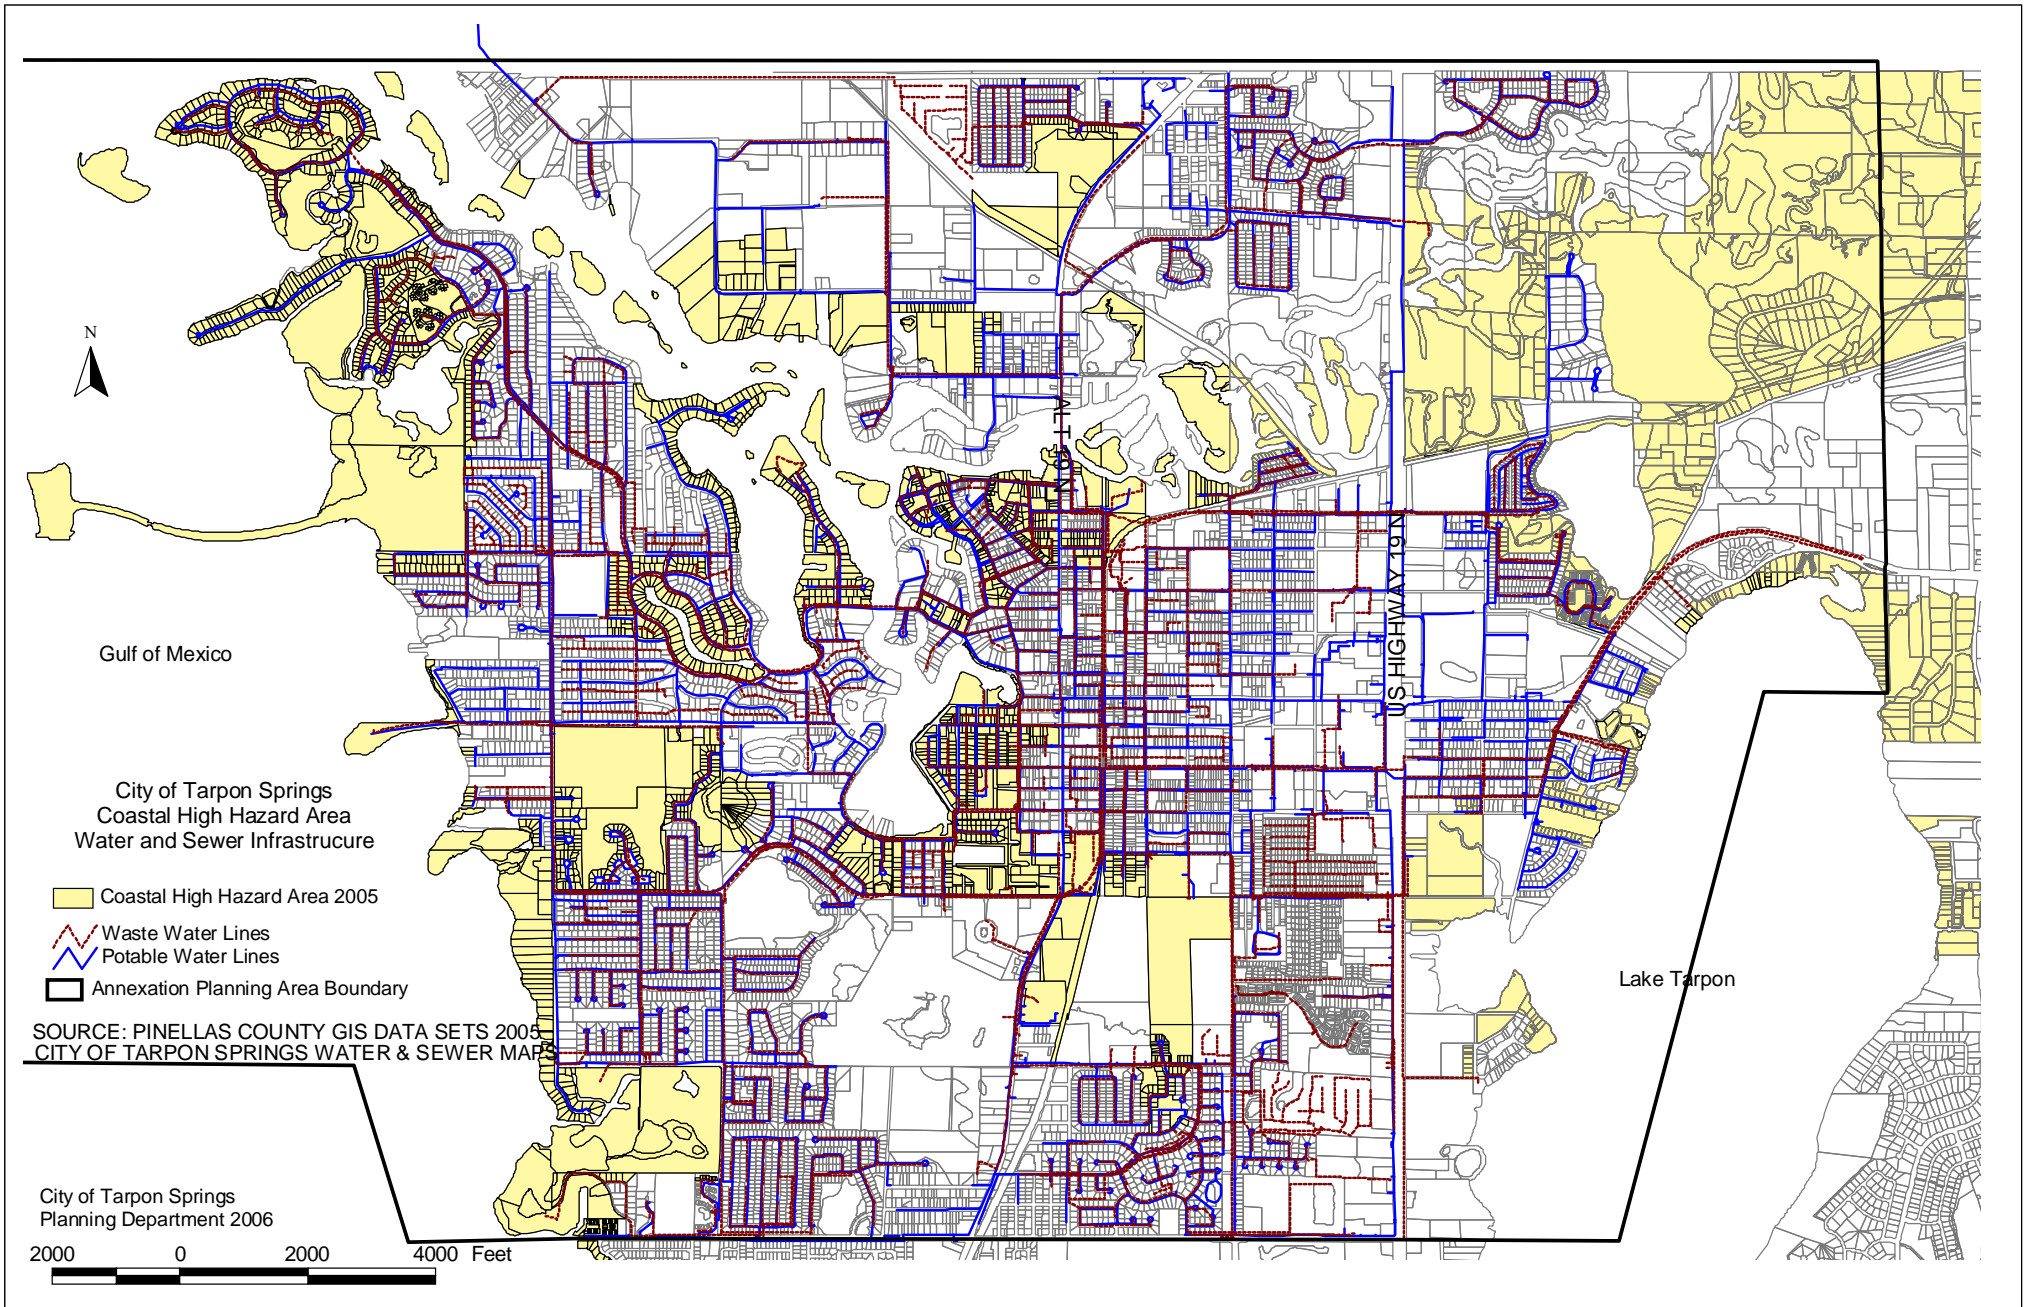 N
ALT 19 N
US HIGHWAY 19N
Gulf of Mexico
City of Tarpon Springs
Coastal High Hazard Area
Water and Sewer Infrastrucure
Coastal High Hazard Area 2005
Waste Water Lines
Potable Water Lines
Annexation Planning Area Boundary
SOURCE: PINELLAS COUNTY GIS DATA SETS 2005
CITY OF TARPON SPRINGS WATER & SEWER MAPS
Lake Tarpon
City of Tarpon Springs
Planning Department 2006
2000 0 2000 4000 Feet